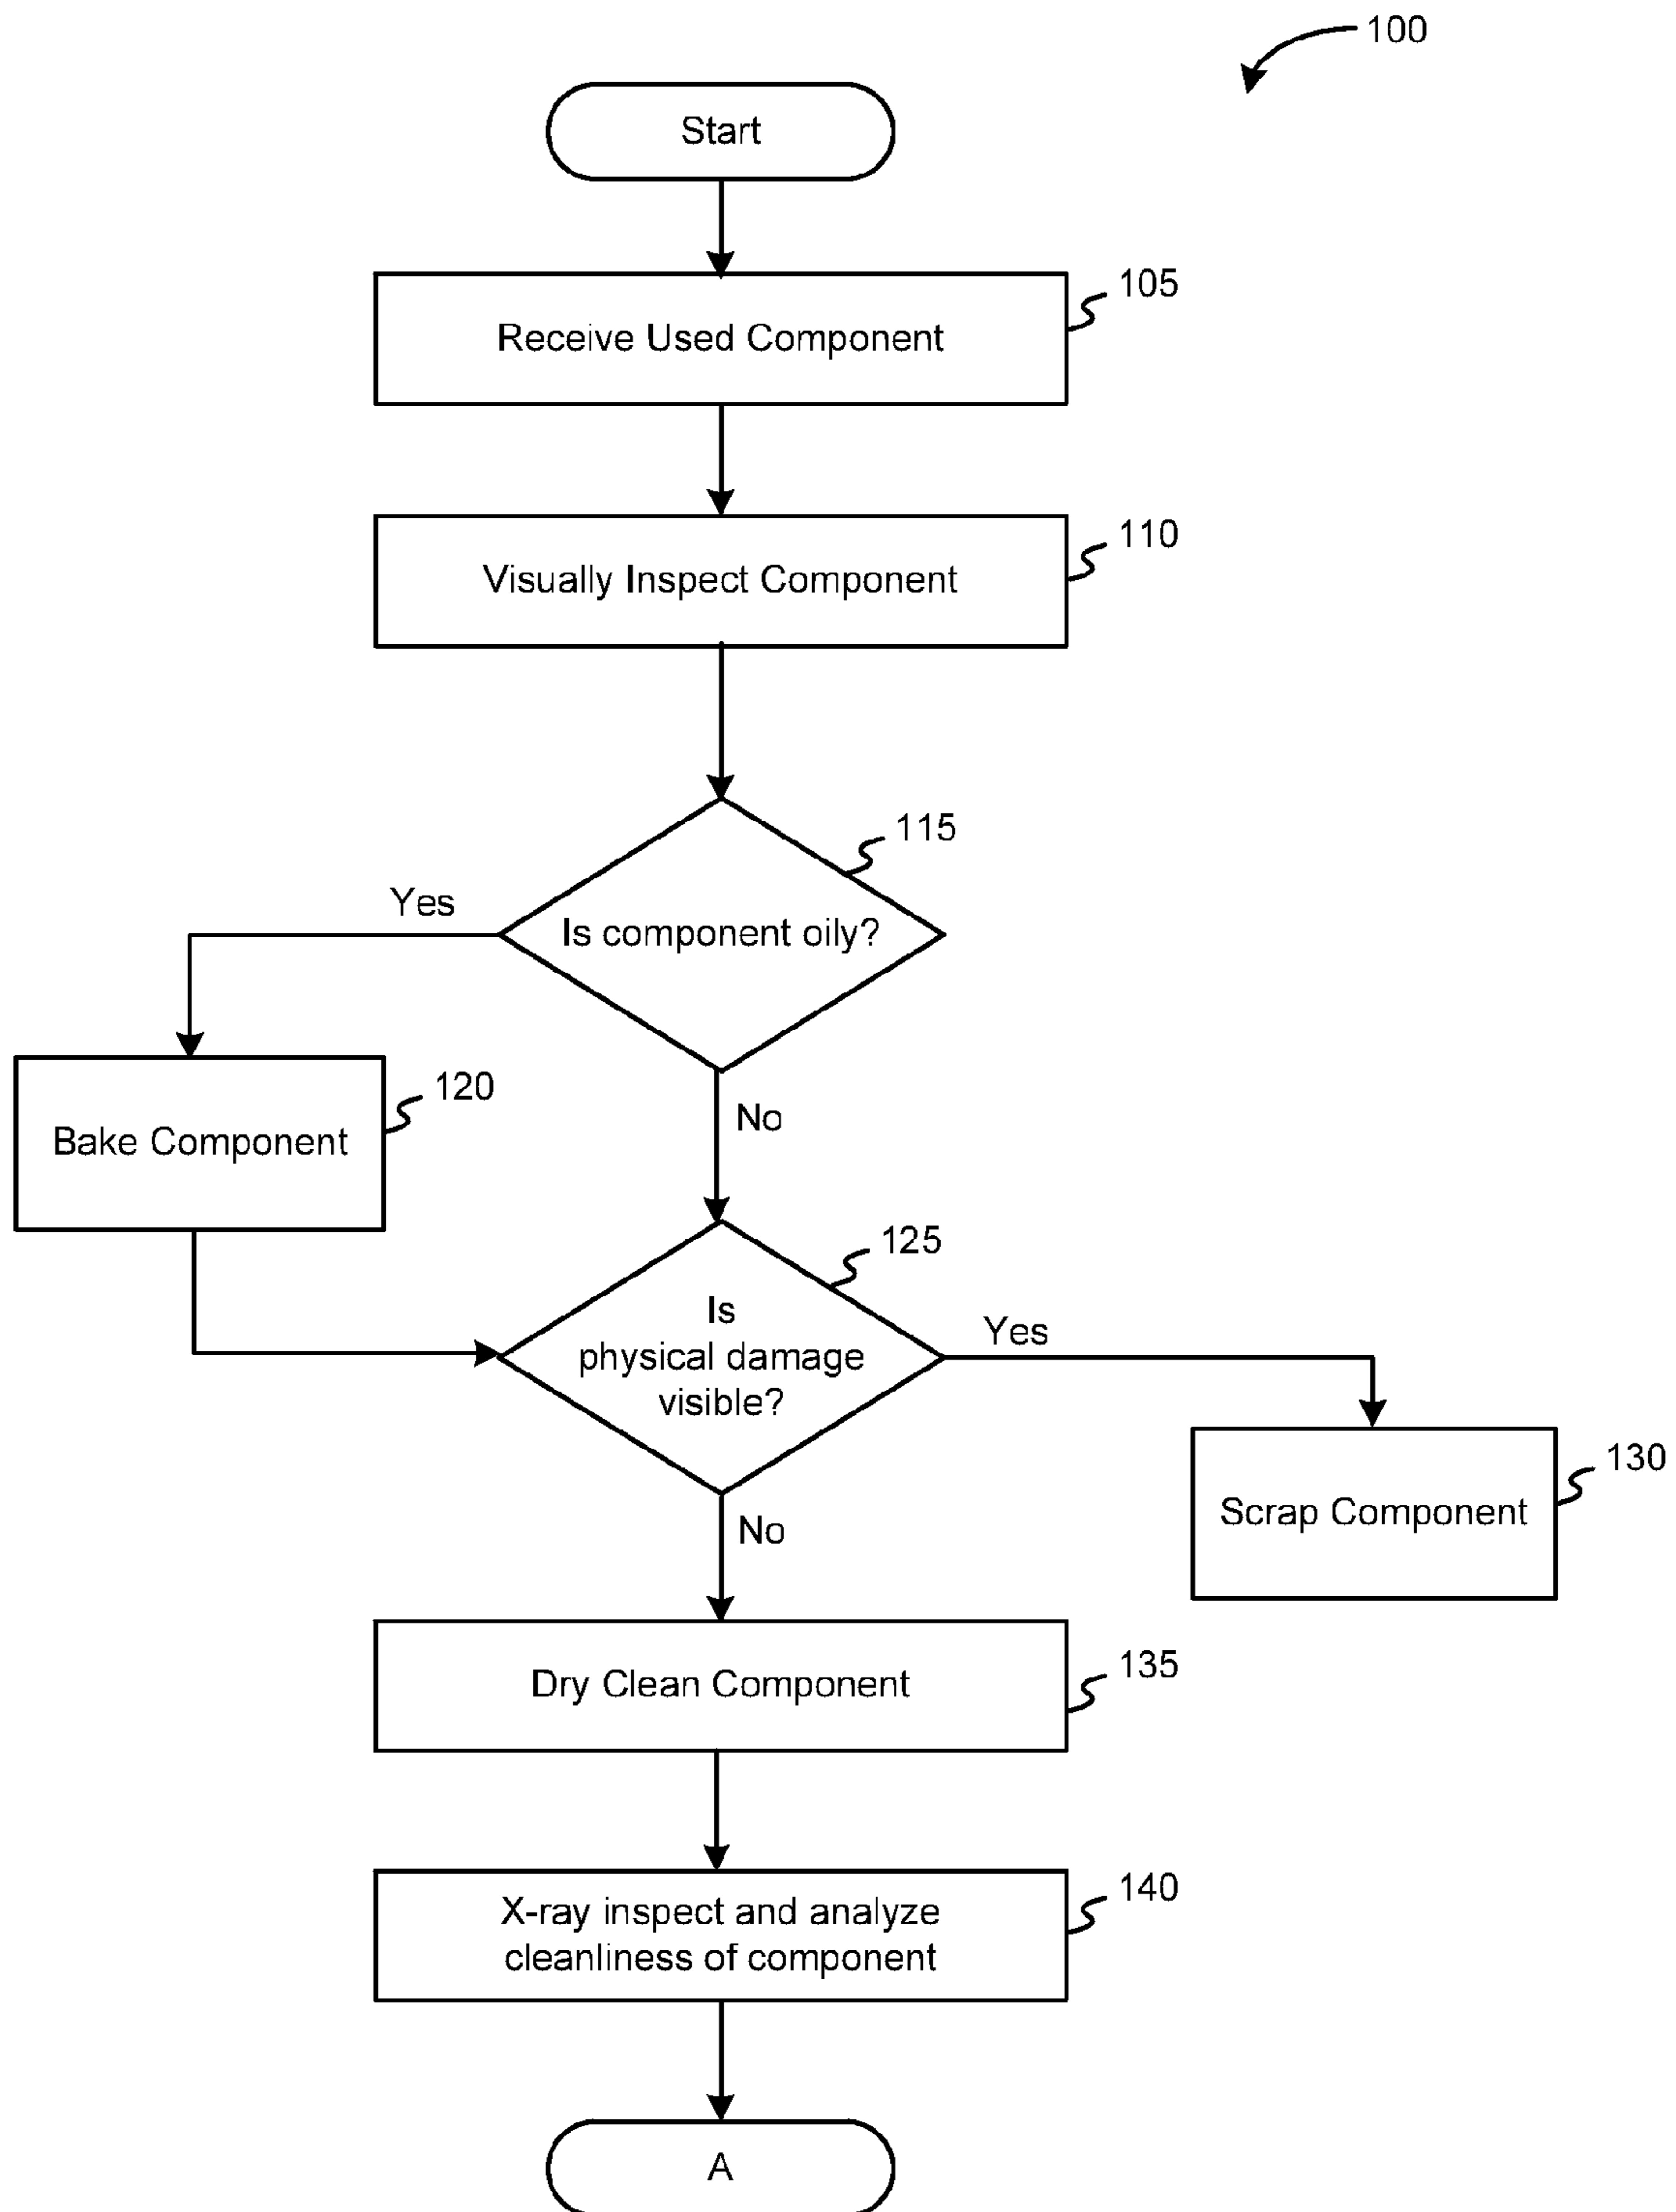 100
Start
105
Receive Used Component
110
Visually Inspect Component
115
Yes
Is component oily?
120
No
Bake Component
125
Is
physical damage
visible?
Yes
130
Scrap Component
No
135
Dry Clean Component
140
X-ray inspect and analyze
cleanliness of component
A